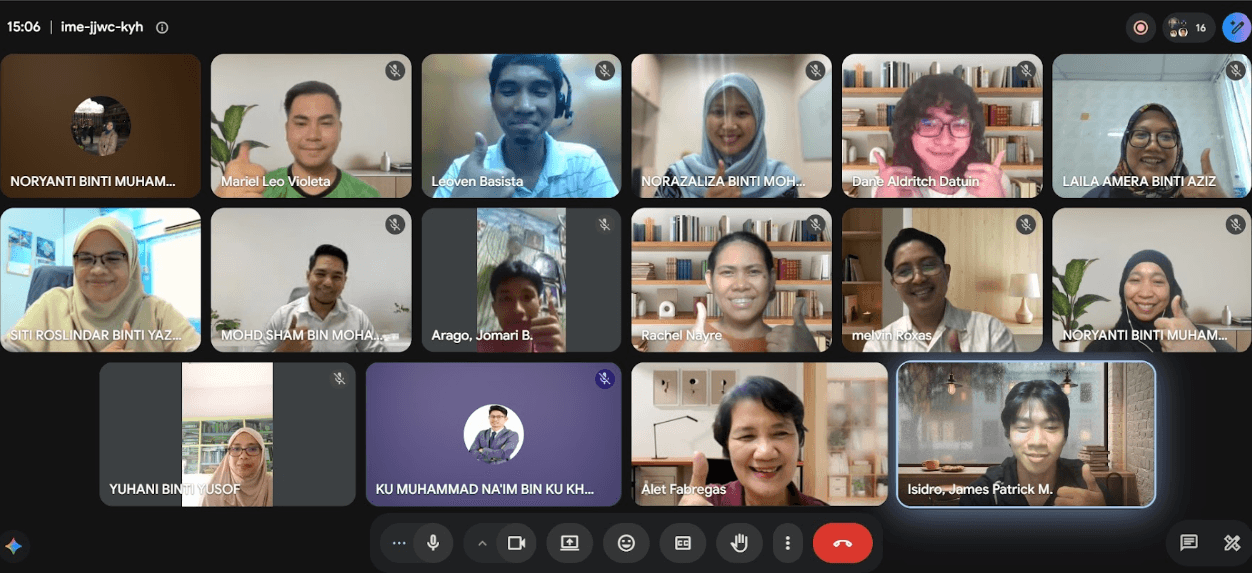 15:06 | ime-jjwc-kyh
16
NORYANTI BINTI MUHAM...
Mariel Leo Violeta
Leoven Basista
NORAZALIZA BINTI MOH...
Dane Aldritch Datuin
LAILA AMERA BINTI AZIZ
SITI ROSLINDAR BINTI YAZ...
MOHD SHAM BIN MOHA...
Arago, Jomari B.
Rachel Nayre
melvin Roxas
NORYANTI BINTI MUHAM...
YUHANI BINTI YUSOF
KU MUHAMMAD NA'IM BIN KU KH...
Alet Fabregas
Isidro, James Patrick M.